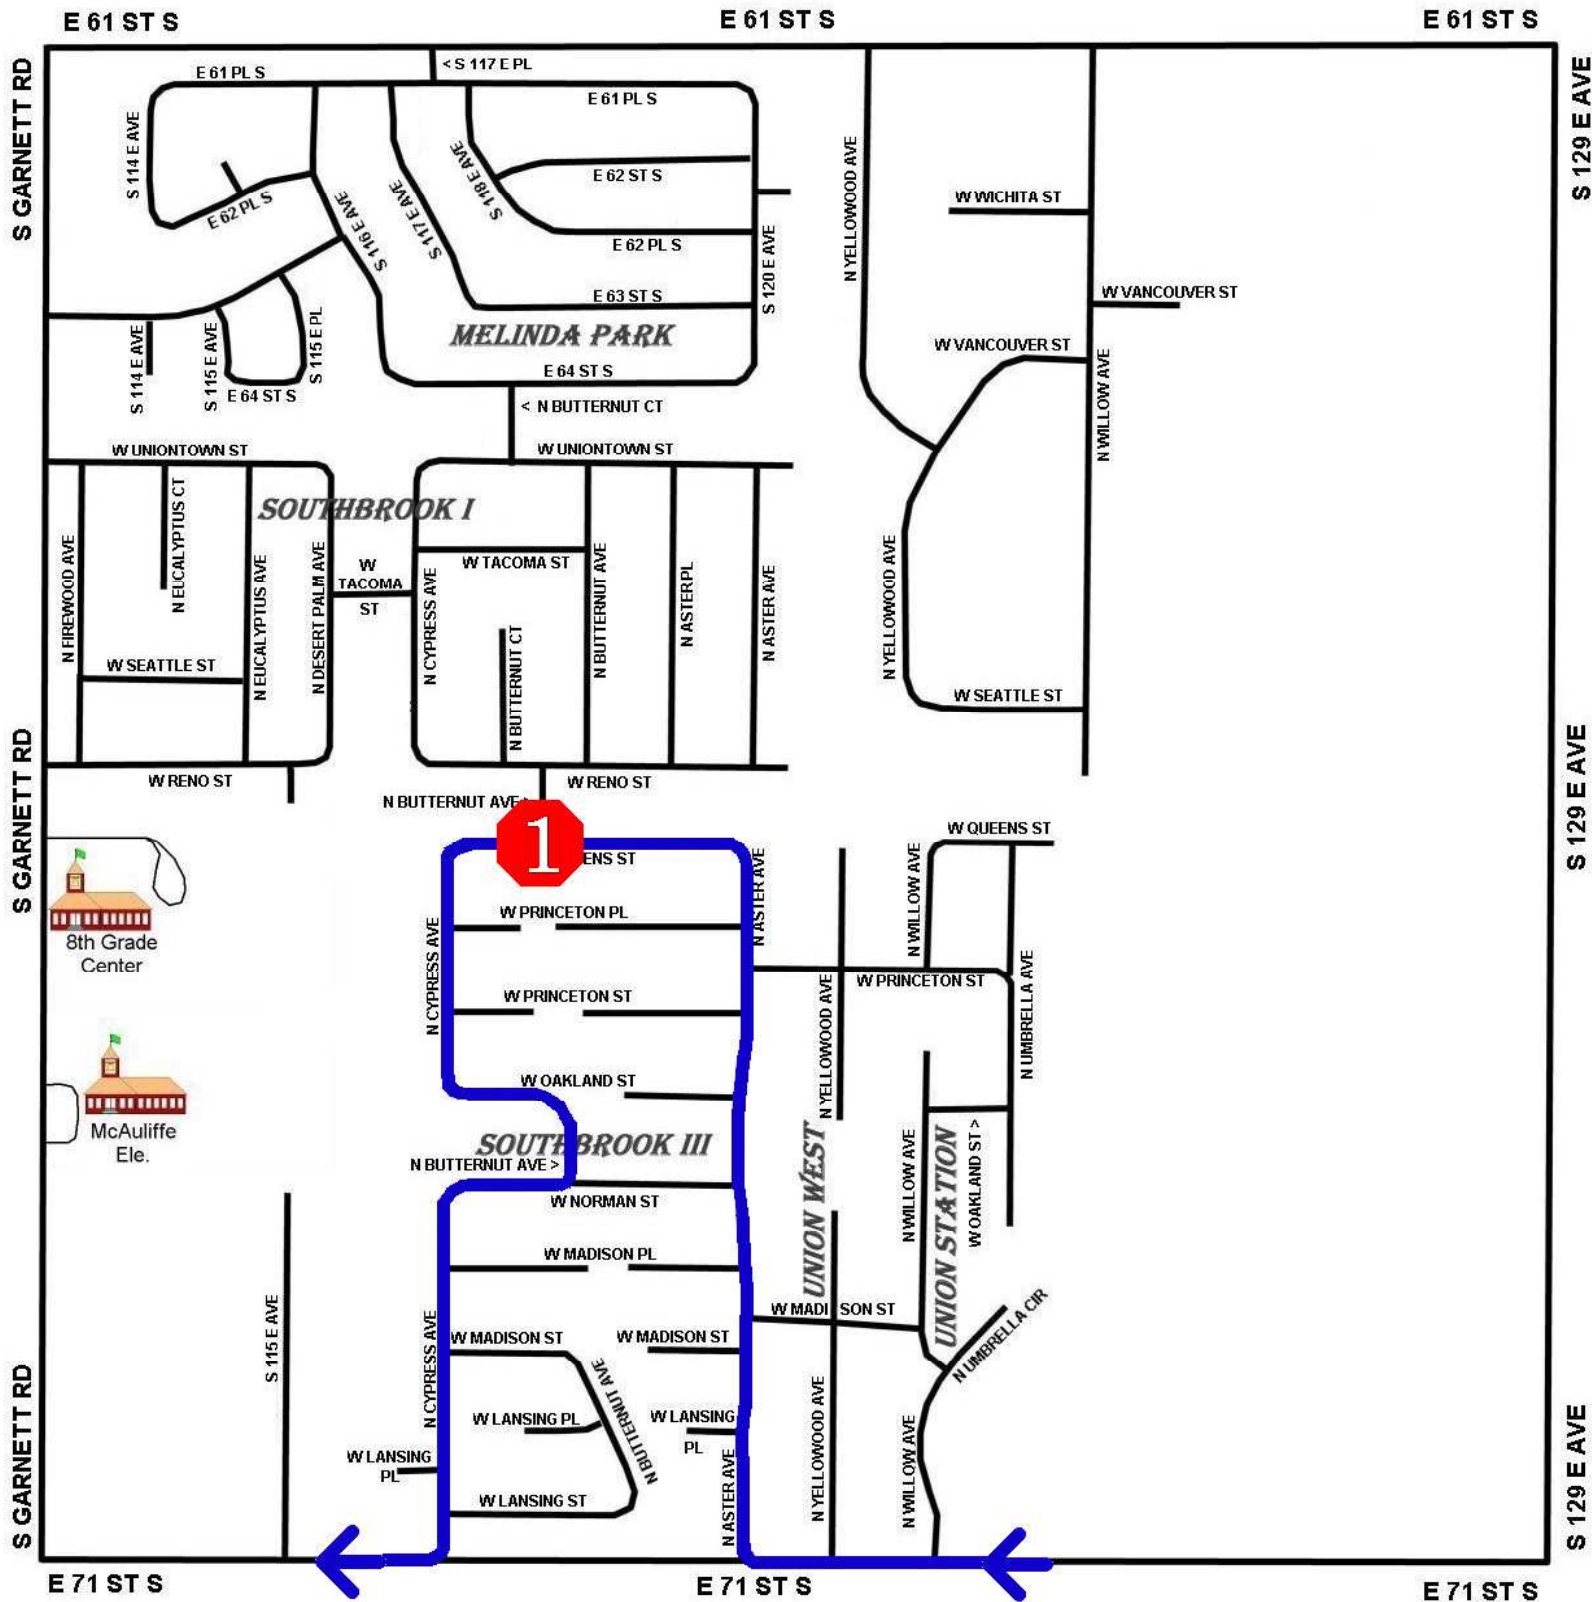 E 61 ST S
E 61 ST S
E 61 ST S
S GARNETT RD
S 129 E AVE
< S 117 E PL
E 61 PL S
E 61 PL S
S 114 E AVE
E 62 PL S
S 116 E AVE
S 117 E AVE
S 118 E AVE
E 62 ST S
E 62 PL S
S 120 E AVE
E 63 ST S
MELINDA PARK
E 64 ST S
S 114 E AVE
S 115 E AVE
S 115 E PL
E 64 ST S
< N BUTTERNUT CT
N YELLOWOOD AVE
W WICHITA ST
W VANCOUVER ST
W VANCOUVER ST
N WILLOW AVE
W UNIONTOWN ST
W UNIONTOWN ST
SOUTHBROOK I
N FIREWOOD AVE
N EUCALYPTUS CT
N EUCALYPTUS AVE
N DESERT PALM AVE
W
TACOMA
ST
N CYPRESS AVE
W TACOMA ST
N BUTTERNUT AVE
N ASTER PL
N ASTER AVE
N YELLOWOOD AVE
W SEATTLE ST
N BUTTERNUT CT
W SEATTLE ST
S GARNETT RD
S 129 E AVE
W RENO ST
W RENO ST
N BUTTERNUT AVE >
1
ENS ST
W QUEENS ST
8th Grade
Center
N CYPRESS AVE
W PRINCETON PL
N ASTER AVE
N WILLOW AVE
W PRINCETON ST
W PRINCETON ST
N YELLOWOOD AVE
N UMBRELLA AVE
McAuliffe
Ele.
W OAKLAND ST
SOUTHBROOK III
N BUTTERNUT AVE >
W NORMAN ST
UNION WEST
N WILLOW AVE
UNION STATION
W OAKLAND ST >
W MADISON PL
S 115 E AVE
N CYPRESS AVE
W MADISON ST
W MADISON ST
W MADISON ST
N UMBRELLA CIR
N BUTTERNUT AVE
W LANSING PL
W LANSING
PL
W LANSING
PL
W LANSING ST
N ASTER AVE
N YELLOWOOD AVE
N WILLOW AVE
S GARNETT RD
S 129 E AVE
E 71 ST S
E 71 ST S
E 71 ST S